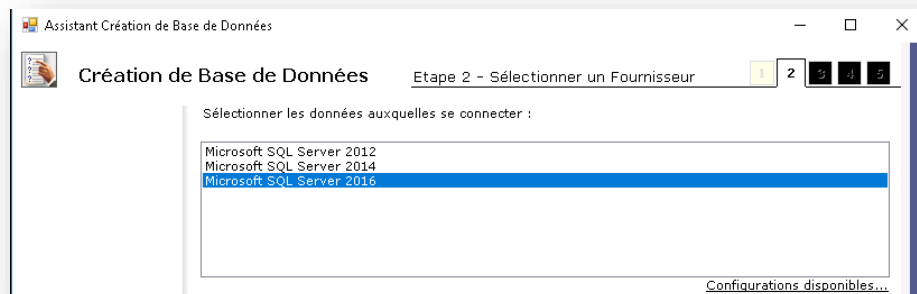 Assistant Création de Base de Données
Création de Base de Données
Etape 2 - Sélectionner un Fournisseur
1 2 3 4 5
Sélectionner les données auxquelles se connecter :
Microsoft SQL Server 2012
Microsoft SQL Server 2014
Microsoft SQL Server 2016
Configurations disponibles...